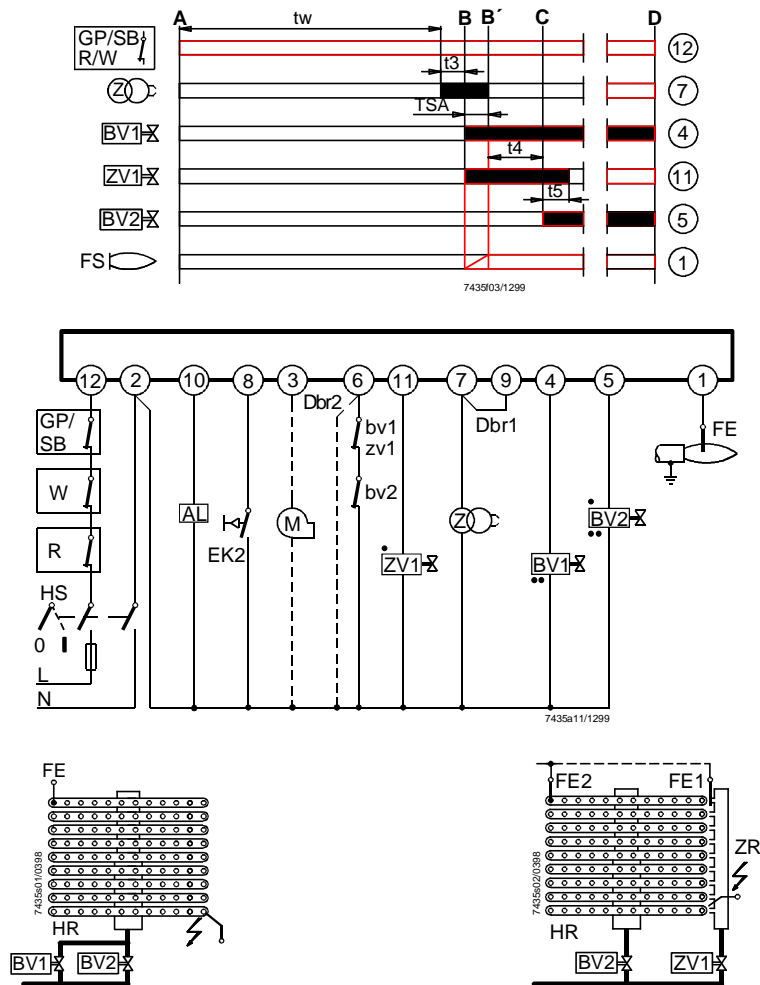 A tw B B´ C D
GP/SB
R/W
12
t3
Z
7
TSA
BV1
4
t4
ZV1
11
t5
BV2
5
FS
1
7435f03/1299
12 2 10 8 3 6 11 7 9 4 5 1
Dbr2
Dbr1
GP/
SB
bv1
zv1
FE
W
bv2
AL
M
Z
BV2
R
EK2
ZV1
BV1
HS
0 I
L
N
7435a11/1299
FE
7435s01/0398
HR
BV1 BV2
FE2 FE1
ZR
7435s02/0398
HR
BV2 ZV1